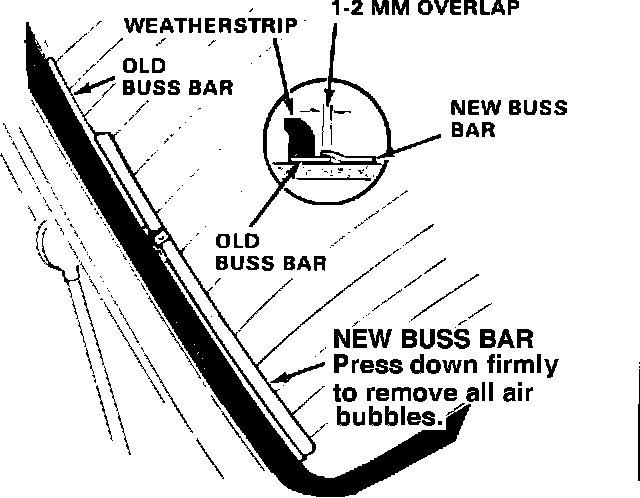 1-2 MM OVERLAP
WEATHERSTRIP
OLD
BUSS BAR
NEW BUSS
BAR
OLD
BUSS BAR
NEW BUSS BAR
Press down firmly
to remove all air
bubbles.